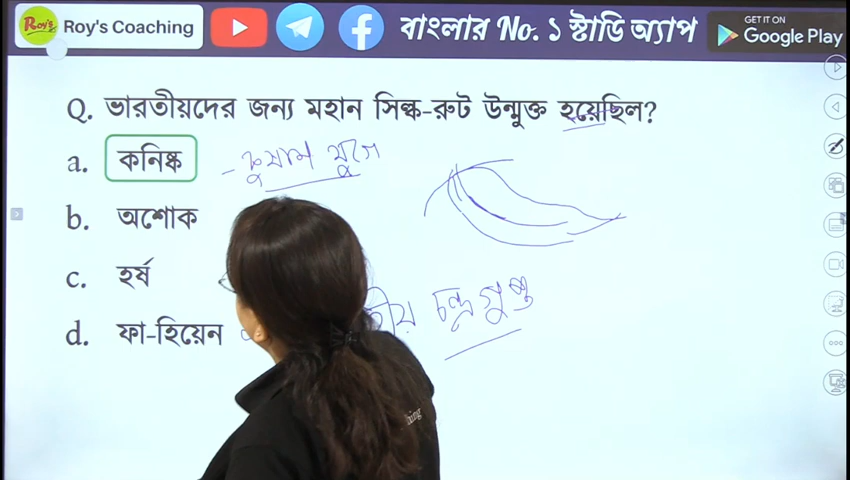 Roy's Roy's Coaching বাংলার No. ১ স্টাডি অ্যাপ GET IT ON Google Play
Q. ভারতীয়দের জন্য মহান সিল্ক-রুট উন্মুক্ত হয়েছিল?
a. কনিষ্ক - কুষাণ যুগে
b. অশোক
c. হর্ষ
d. ফা-হিয়েন চন্দ্রগুপ্ত